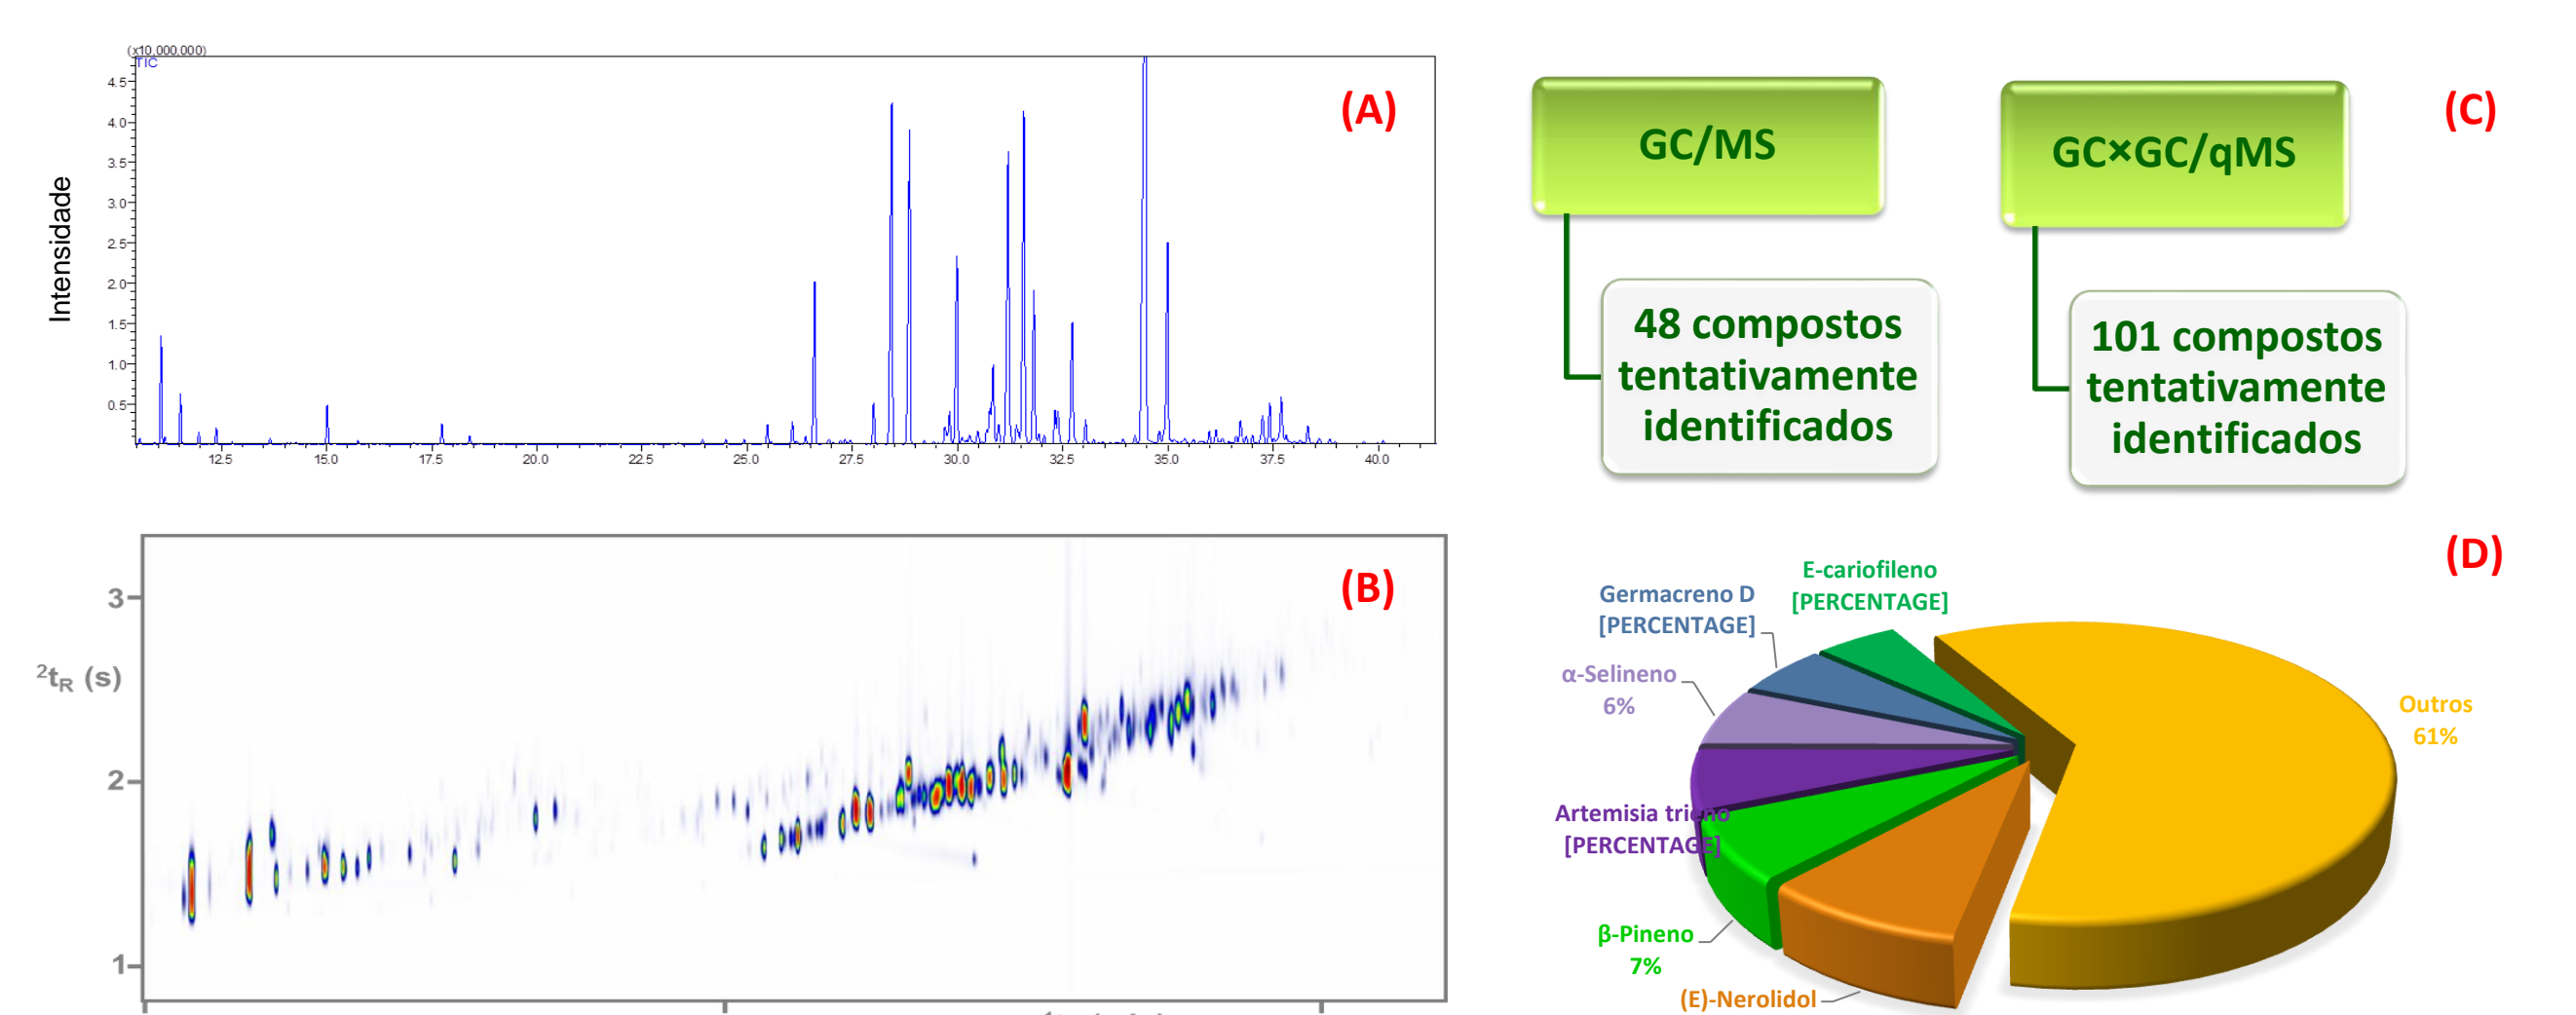 (x10,000,000)
TIC
4.5
4.0
3.5
3.0
2.5
2.0
1.5
1.0
0.5
Intensidade
12.5 15.0 17.5 20.0 22.5 25.0 27.5 30.0 32.5 35.0 37.5 40.0
(A)
(B)
3
2
1
²tR (s)
(C)
GC/MS
48 compostos
tentativamente
identificados
GC×GC/qMS
101 compostos
tentativamente
identificados
(D)
E-cariofileno
[PERCENTAGE]
Germacreno D
[PERCENTAGE]
α-Selineno
6%
Artemisia trieno
[PERCENTAGE]
β-Pineno
7%
(E)-Nerolidol
Outros
61%